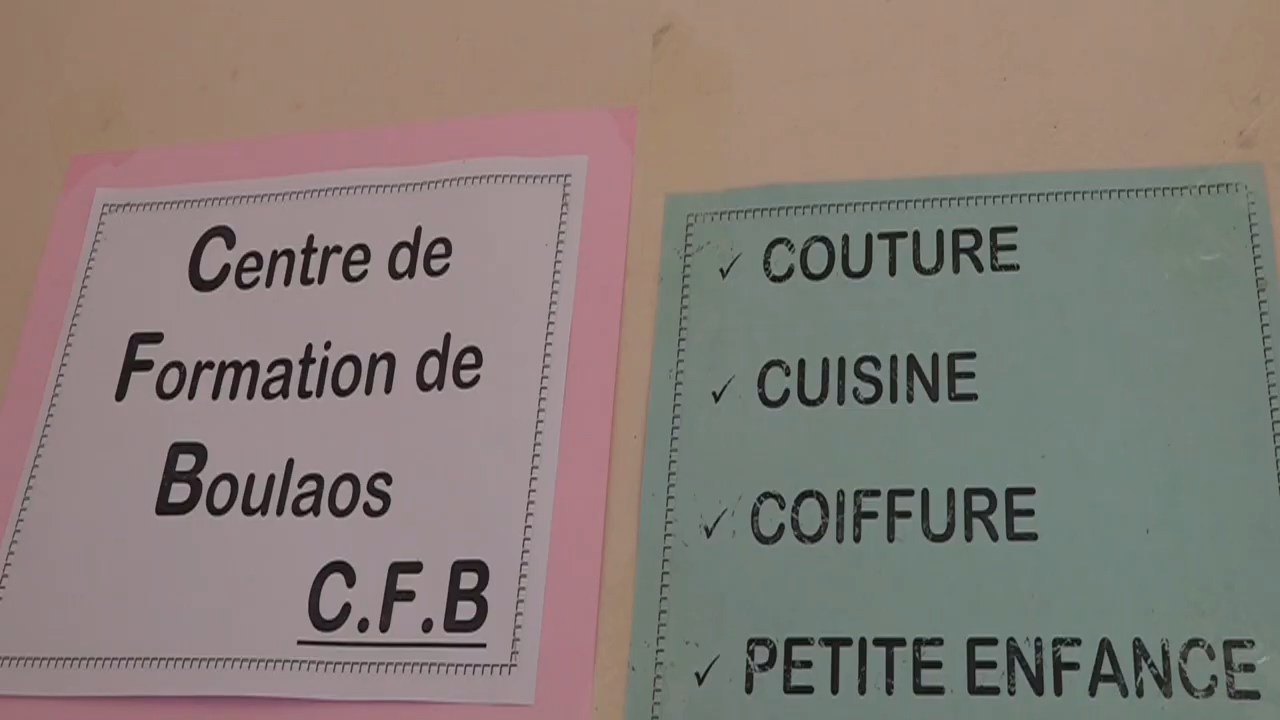 Centre de
Formation de
Boulaos
C.F.B
✓ COUTURE
✓ CUISINE
✓ COIFFURE
✓ PETITE ENFANCE